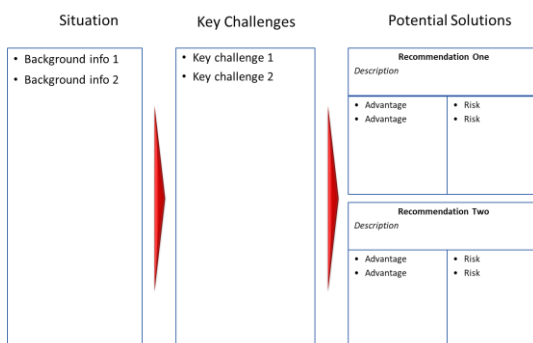 Situation
Key Challenges
Potential Solutions
• Background info 1
• Background info 2
• Key challenge 1
• Key challenge 2
Recommendation One
Description
• Advantage
• Advantage
• Risk
• Risk
Recommendation Two
Description
• Advantage
• Advantage
• Risk
• Risk